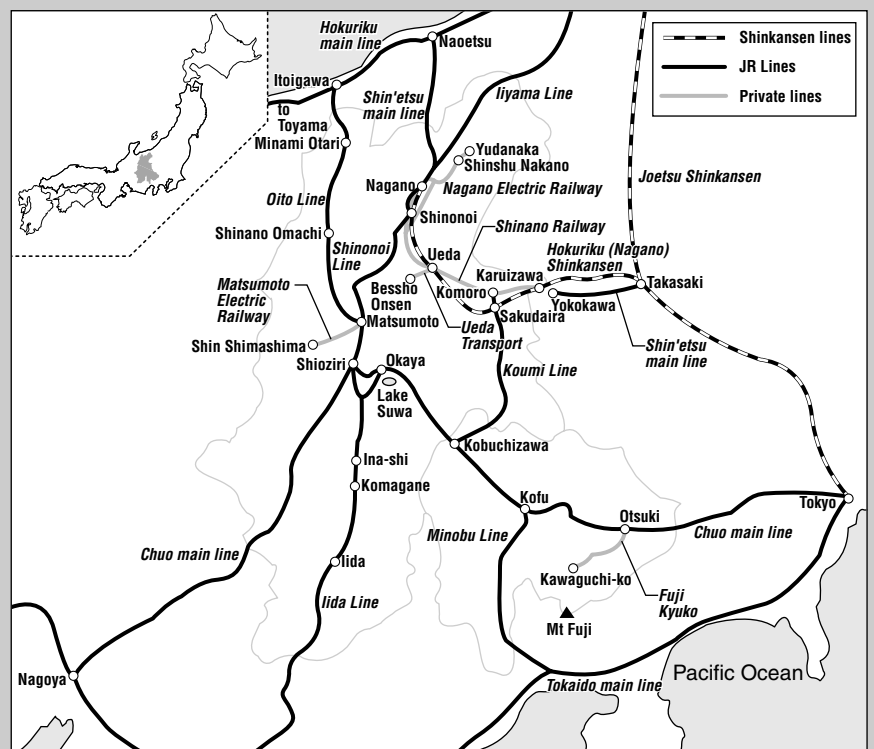 Hokuriku
main line
Naoetsu
Shinkansen lines
JR Lines
Private lines
Itoigawa
to
Toyama
Shin'etsu
main line
Iiyama Line
Minami Otari
Yudanaka
Shinshu Nakano
Joetsu Shinkansen
Nagano
Nagano Electric Railway
Oito Line
Shinonoi
Shinano Railway
Shinano Omachi
Shinonoi
Line
Ueda
Hokuriku (Nagano)
Shinkansen
Karuizawa
Takasaki
Matsumoto
Electric
Railway
Bessho
Onsen
Komoro
Yokokawa
Sakudaira
Matsumoto
Ueda
Transport
Shin'etsu
main line
Shin Shimashima
Shioziri
Okaya
Koumi Line
Lake
Suwa
Kobuchizawa
Ina-shi
Komagane
Kofu
Otsuki
Tokyo
Minobu Line
Chuo main line
Chuo main line
Iida
Kawaguchi-ko
Iida Line
Fuji
Kyuko
Mt Fuji
Nagoya
Tokaido main line
Pacific Ocean